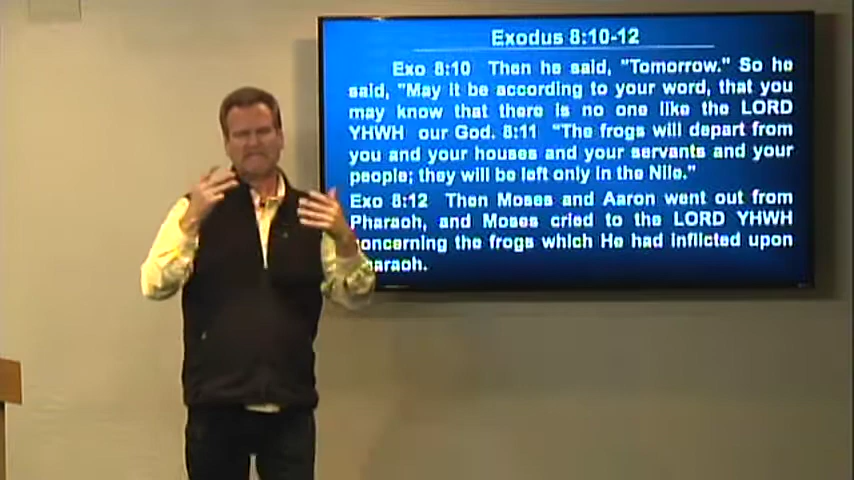 Exodus 8:10-12
Exo 8:10 Then he said, "Tomorrow." So he
said, "May it be according to your word, that you
may know that there is no one like the LORD
YHWH our God. 8:11 "The frogs will depart from
you and your houses and your servants and your
people; they will be left only in the Nile."
Exo 8:12 Then Moses and Aaron went out from
Pharaoh, and Moses cried to the LORD YHWH
concerning the frogs which He had inflicted upon
Pharaoh.